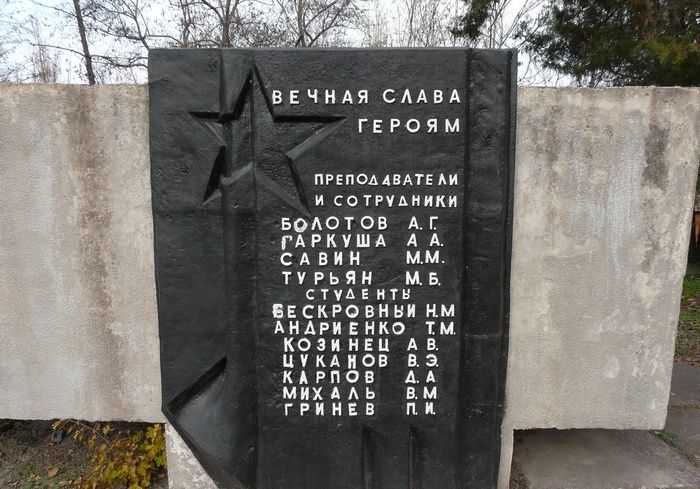 ВЕЧНАЯ СЛАВА
ГЕРОЯМ
ПРЕПОДАВАТЕЛИ
И СОТРУДНИКИ
БОЛОТОВ А.Г.
ГАРКУША А А.
САВИН М.М.
ТУРЬЯН М.Б.
СТУДЕНТЫ
БЕСКРОВНЫЙ Н.М
АНДРИЕНКО Т.М.
КОЗИНЕЦ А В.
ЦУКАНОВ В.Э.
КАРПОВ Д.А
МИХАЛЬ В.М
ГРИНЕВ П.И.